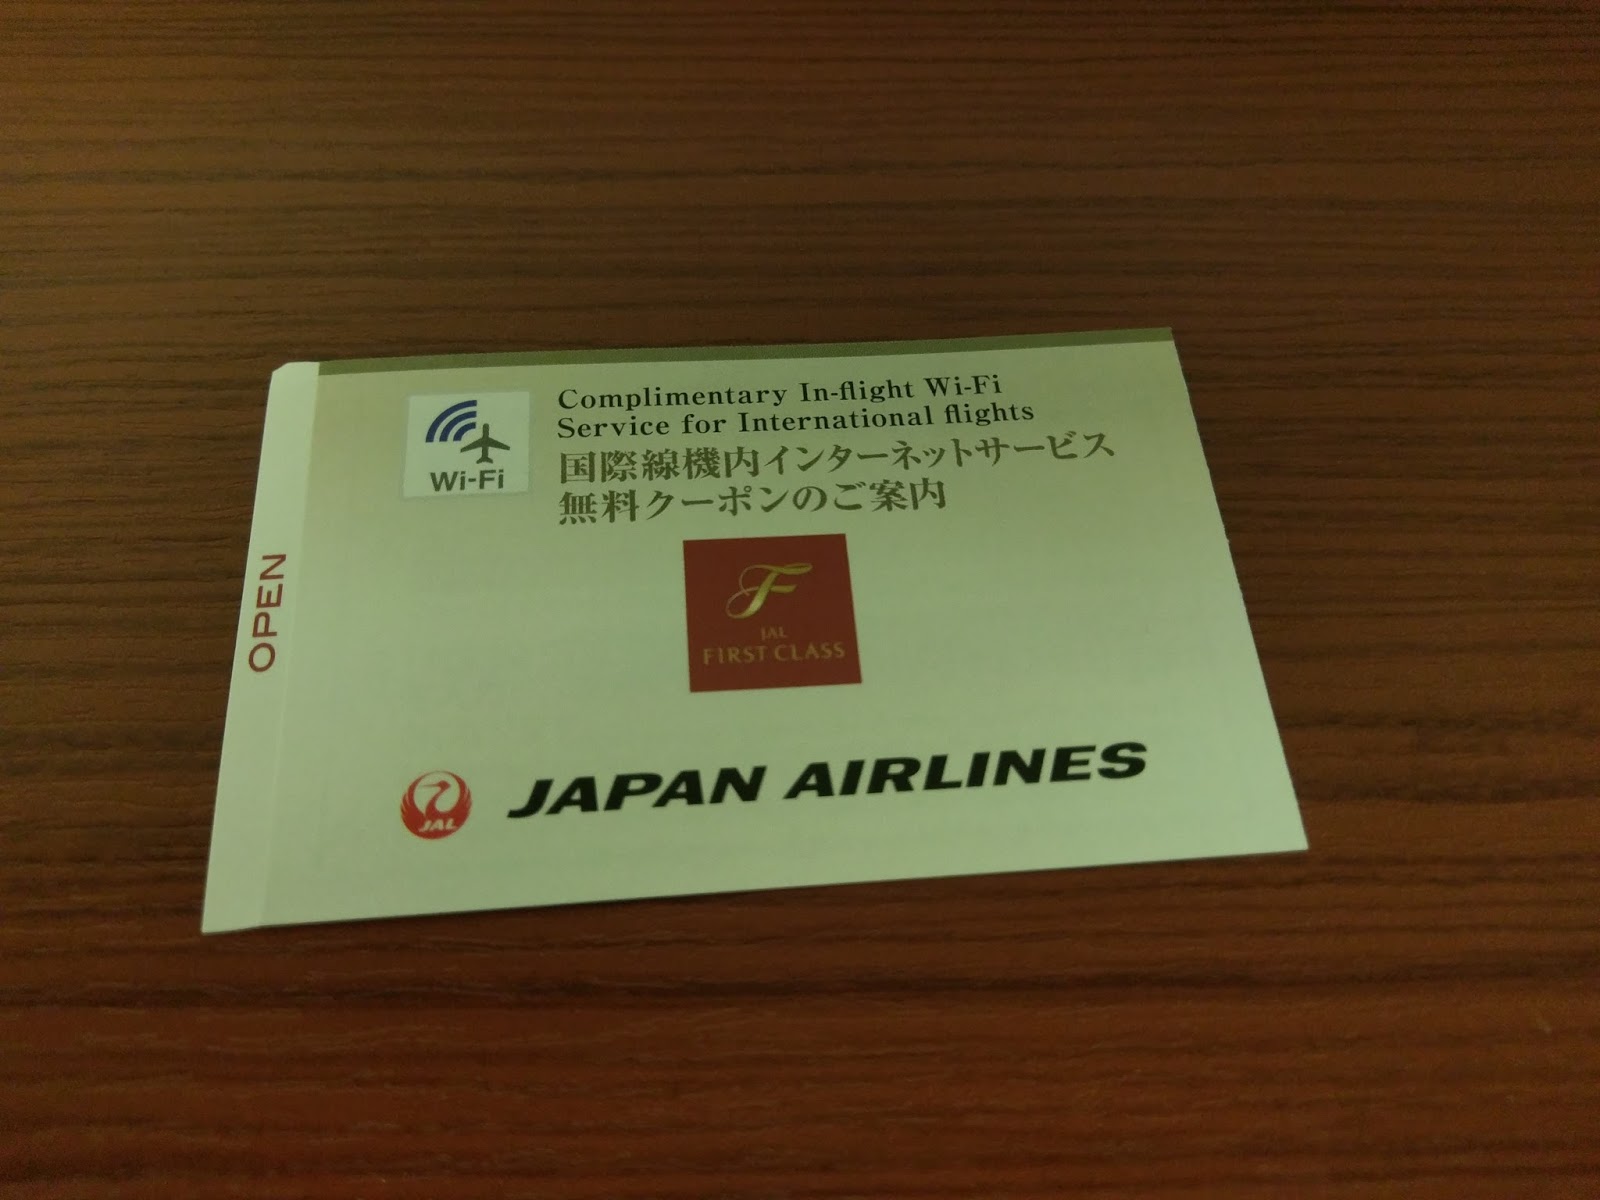 Complimentary In-flight Wi-Fi
Service for International flights
国際線機内インターネットサービス
無料クーポンのご案内
Wi-Fi
OPEN
F
JAL
FIRST CLASS
JAL
JAPAN AIRLINES